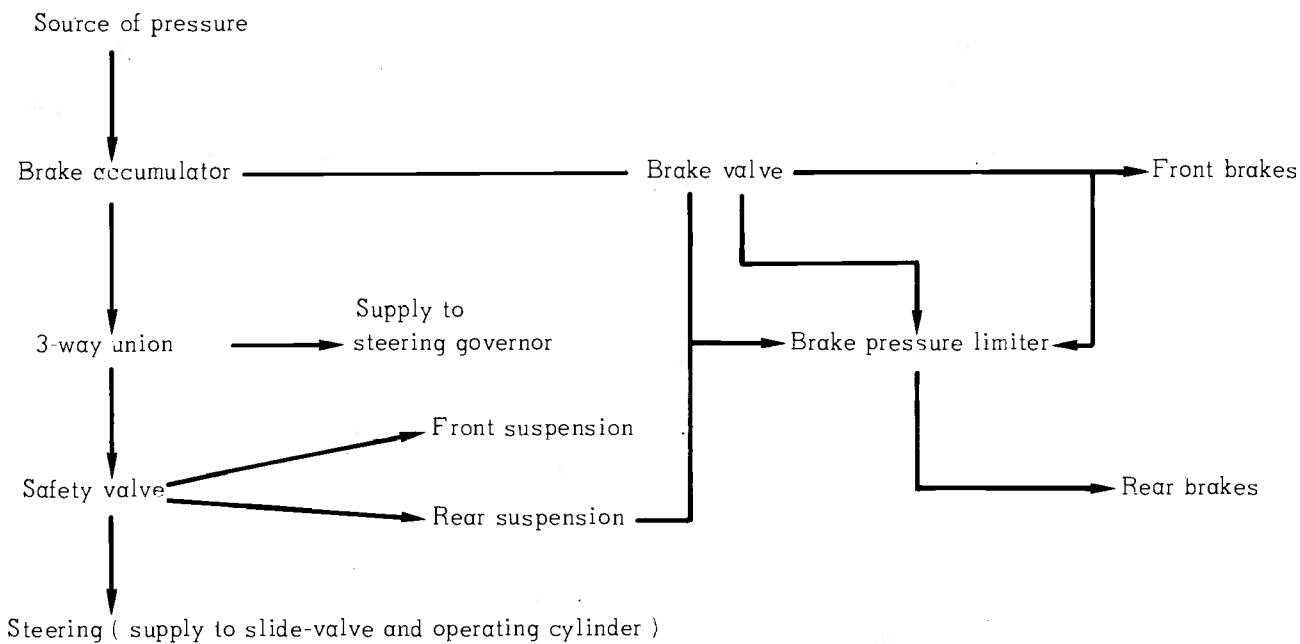 Source of pressure
Brake accumulator
Brake valve
Front brakes
Supply to
steering governor
3-way union
Brake pressure limiter
Front suspension
Safety valve
Rear suspension
Rear brakes
Steering ( supply to slide-valve and operating cylinder )